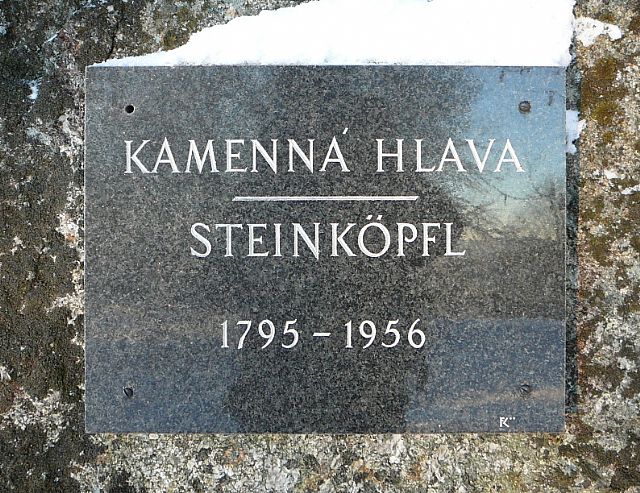 KAMENNÁ HLAVA
STEINKÖPFL
1795 – 1956